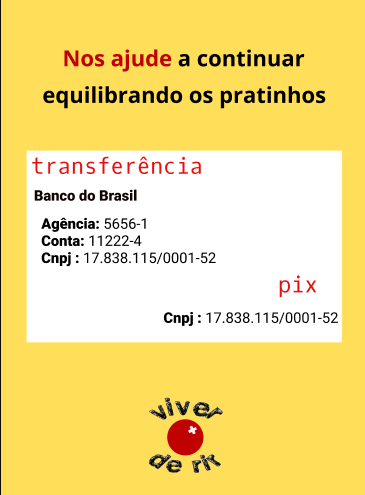 Nos ajude a continuar
equilibrando os pratinhos
transferência
Banco do Brasil
Agência: 5656-1
Conta: 11222-4
Cnpj : 17.838.115/0001-52
pix
Cnpj : 17.838.115/0001-52
viver
de rir